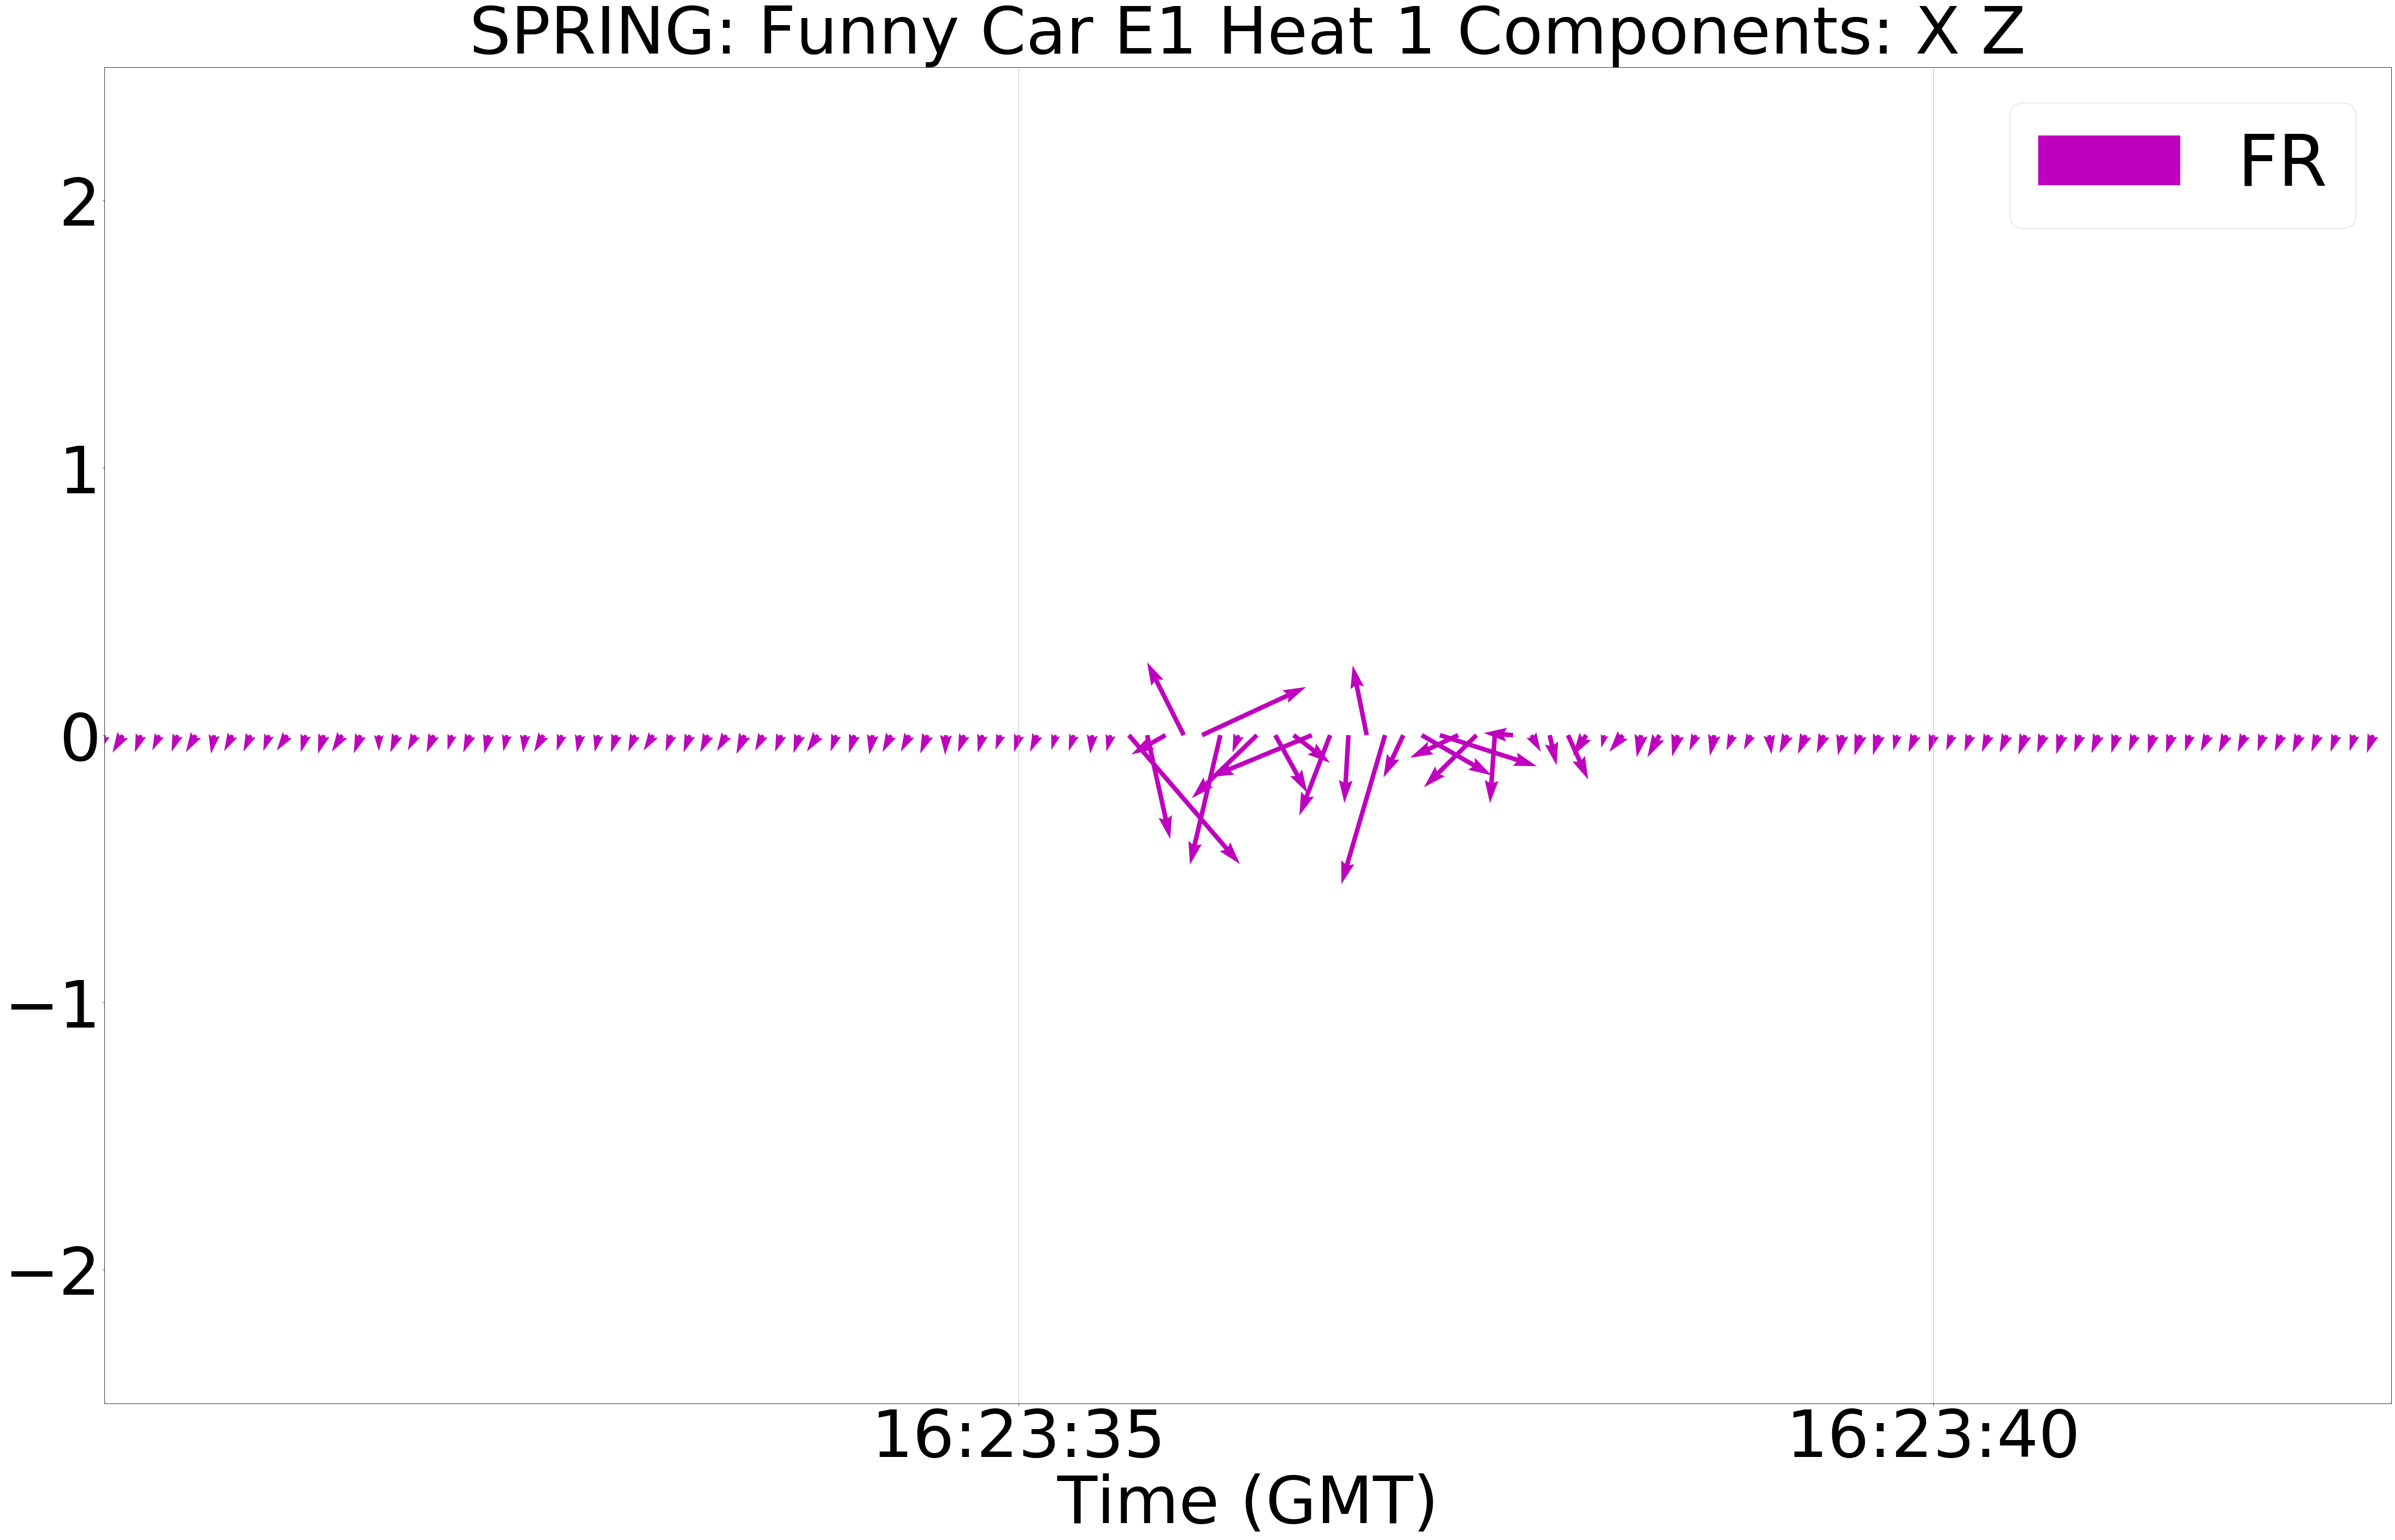 SPRING: Funny Car E1 Heat 1 Components: X Z
FR
2
1
0
−1
−2
16:23:35 16:23:40
Time (GMT)